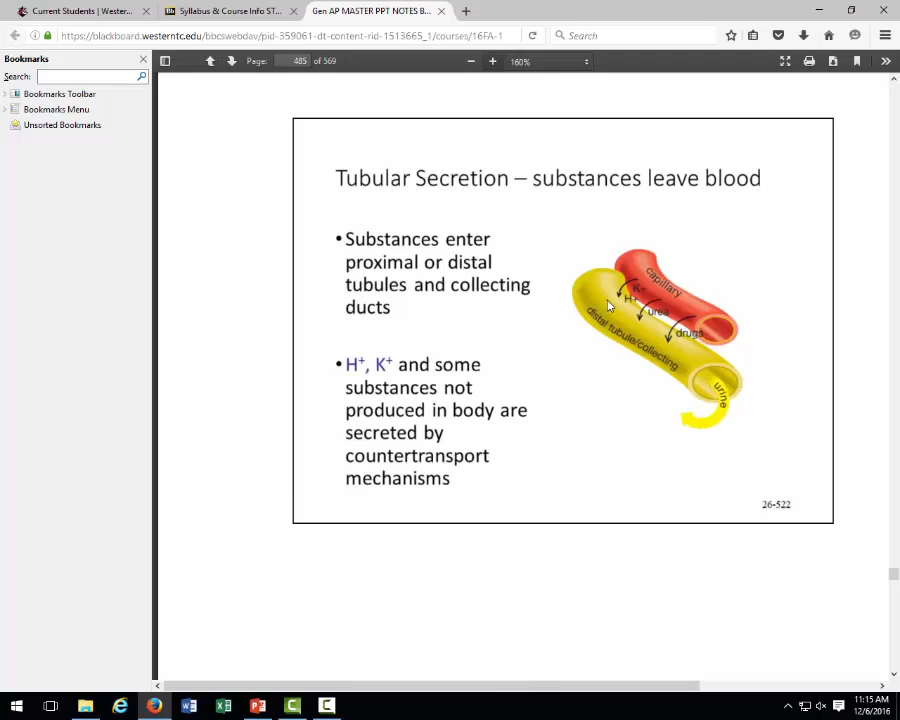 Current Students | Wester...
Bb Syllabus & Course Info ST...
Gen AP MASTER PPT NOTES B...
https://blackboard.westerntc.edu/bbcswebdav/pid-359061-dt-content-rid-1513665_1/courses/16FA-1
Search
Bookmarks
Page: 485 of 569
160%
Search:
Bookmarks Toolbar
Bookmarks Menu
Unsorted Bookmarks
Tubular Secretion – substances leave blood
• Substances enter
proximal or distal
tubules and collecting
ducts
• H+, K+ and some
substances not
produced in body are
secreted by
countertransport
mechanisms
capillary
K+
H+
urea
drugs
distal tubule/collecting
urine
26-522
11:15 AM
12/6/2016